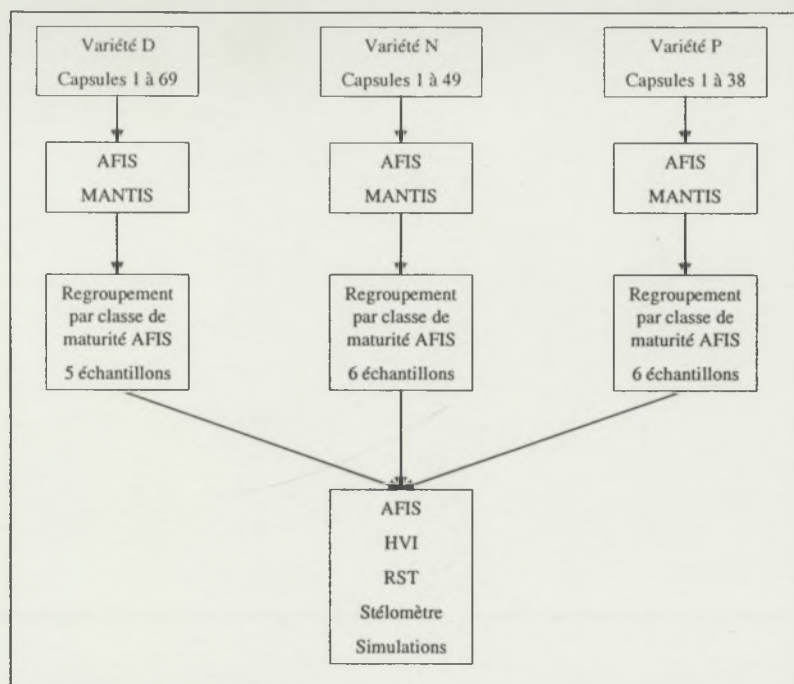 Variété D
Capsules 1 à 69
Variété N
Capsules 1 à 49
Variété P
Capsules 1 à 38
AFIS
MANTIS
AFIS
MANTIS
AFIS
MANTIS
Regroupement
par classe de
maturité AFIS
5 échantillons
Regroupement
par classe de
maturité AFIS
6 échantillons
Regroupement
par classe de
maturité AFIS
6 échantillons
AFIS
HVI
RST
Stélomètre
Simulations